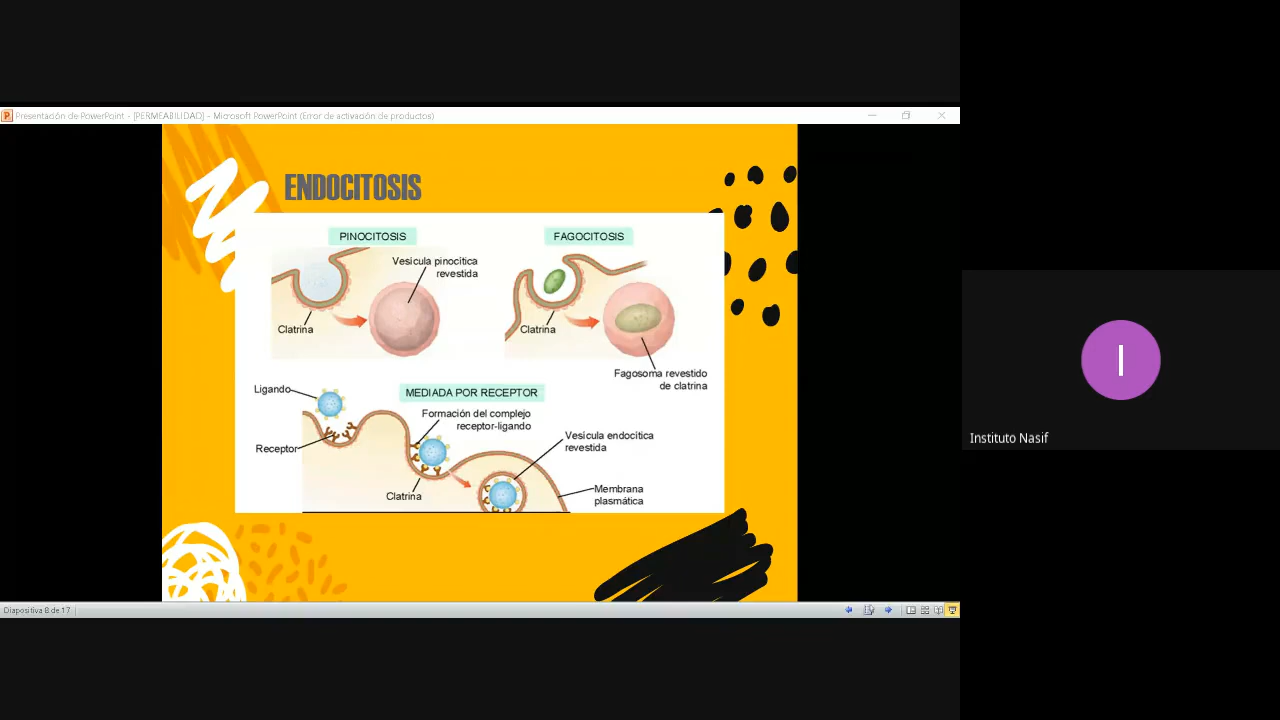 Presentación de PowerPoint - [PERMEABILIDAD] - Microsoft PowerPoint (Error de activación de productos)
ENDOCITOSIS
PINOCITOSIS
FAGOCITOSIS
Vesícula pinocítica
revestida
Clatrina
Clatrina
Fagosoma revestido
de clatrina
Ligando
MEDIADA POR RECEPTOR
Formación del complejo
receptor-ligando
Vesícula endocítica
revestida
Receptor
Clatrina
Membrana
plasmática
I
Instituto Nasif
Diapositiva 8 de 17